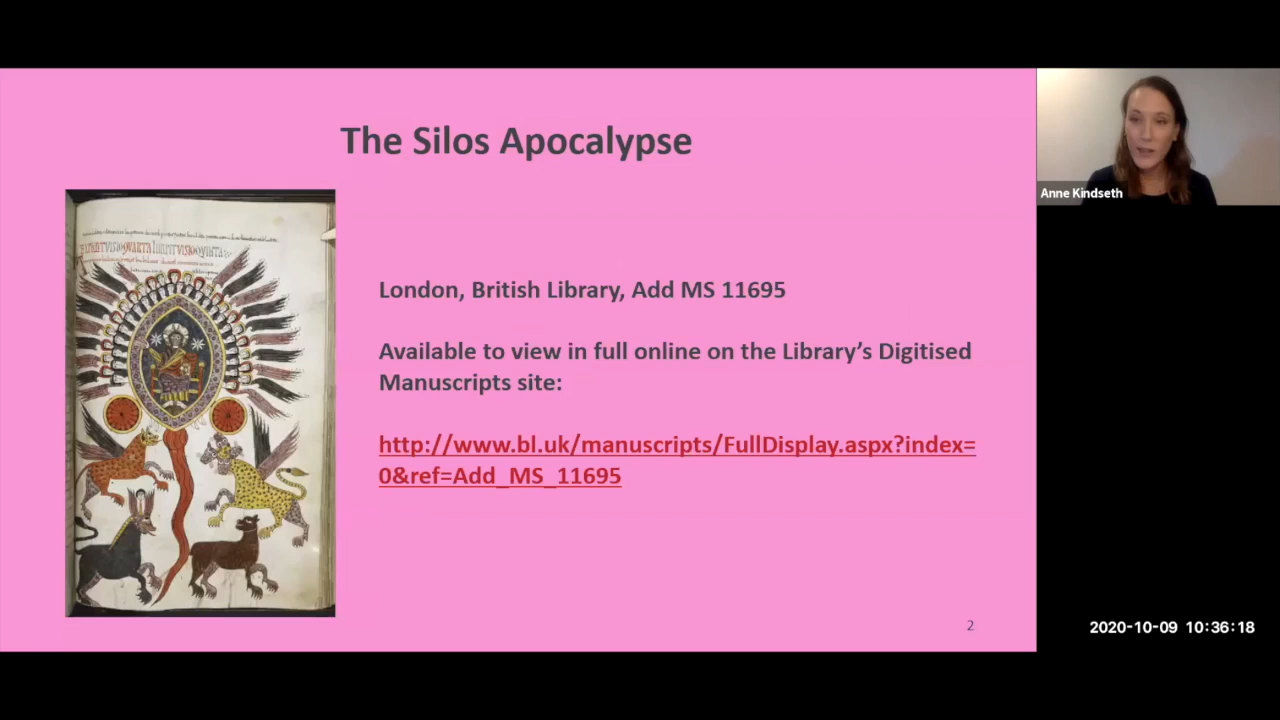 The Silos Apocalypse
London, British Library, Add MS 11695
Available to view in full online on the Library’s Digitised
Manuscripts site:
http://www.bl.uk/manuscripts/FullDisplay.aspx?index=
0&ref=Add_MS_11695
2
Anne Kindseth
2020-10-09 10:36:18